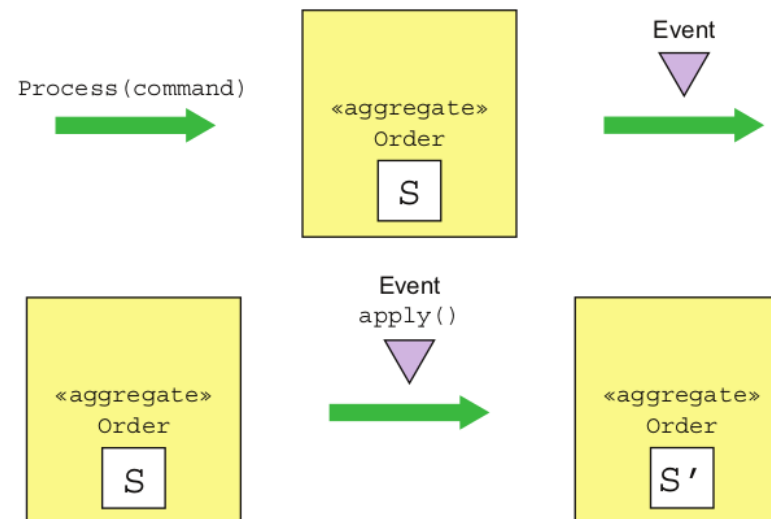 Process(command)
«aggregate»
Order
S
Event
«aggregate»
Order
S
Event
apply()
«aggregate»
Order
S'